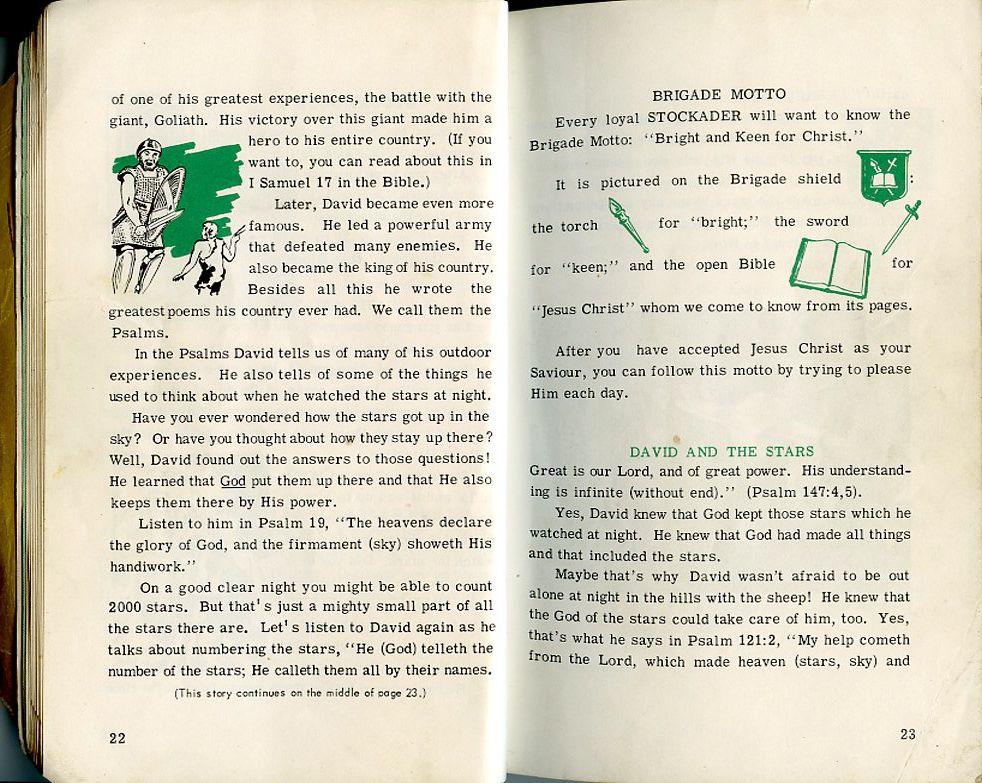 of one of his greatest experiences, the battle with the
giant, Goliath. His victory over this giant made him a
hero to his entire country. (If you
want to, you can read about this in
I Samuel 17 in the Bible.)
Later, David became even more
famous. He led a powerful army
that defeated many enemies. He
also became the king of his country.
Besides all this he wrote the
greatest poems his country ever had. We call them the
Psalms.
In the Psalms David tells us of many of his outdoor
experiences. He also tells of some of the things he
used to think about when he watched the stars at night.
Have you ever wondered how the stars got up in the
sky? Or have you thought about how they stay up there?
Well, David found out the answers to those questions!
He learned that God put them up there and that He also
keeps them there by His power.
Listen to him in Psalm 19, "The heavens declare
the glory of God, and the firmament (sky) showeth His
handiwork."
On a good clear night you might be able to count
2000 stars. But that's just a mighty small part of all
the stars there are. Let's listen to David again as he
talks about numbering the stars, "He (God) telleth the
number of the stars; He calleth them all by their names.
(This story continues on the middle of page 23.)
22
BRIGADE MOTTO
Every loyal STOCKADER will want to know the
Brigade Motto: "Bright and Keen for Christ."
It is pictured on the Brigade shield :
the torch for "bright;" the sword
for "keen;" and the open Bible for
"Jesus Christ" whom we come to know from its pages.
After you have accepted Jesus Christ as your
Saviour, you can follow this motto by trying to please
Him each day.
DAVID AND THE STARS
Great is our Lord, and of great power. His understand-
ing is infinite (without end)." (Psalm 147:4,5).
Yes, David knew that God kept those stars which he
watched at night. He knew that God had made all things
and that included the stars.
Maybe that's why David wasn't afraid to be out
alone at night in the hills with the sheep! He knew that
the God of the stars could take care of him, too. Yes,
that's what he says in Psalm 121:2, "My help cometh
from the Lord, which made heaven (stars, sky) and
23